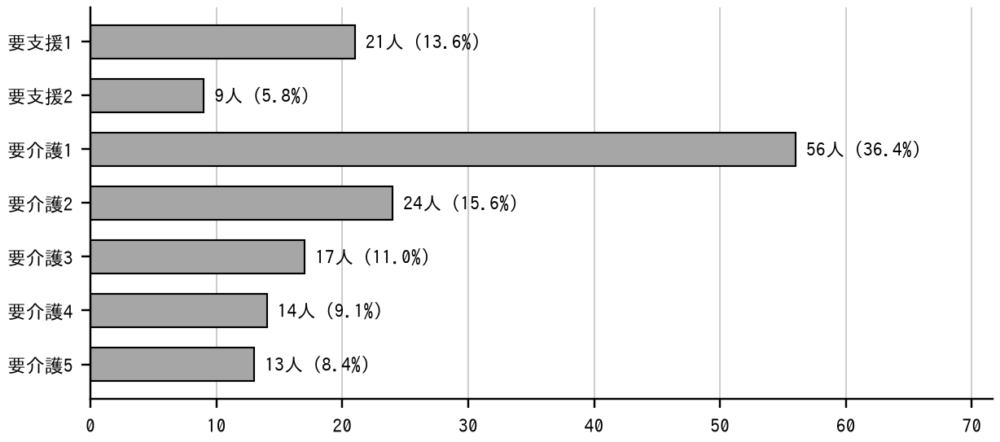 要支援1 21人 (13.6%)
要支援2 9人 (5.8%)
要介護1 56人 (36.4%)
要介護2 24人 (15.6%)
要介護3 17人 (11.0%)
要介護4 14人 (9.1%)
要介護5 13人 (8.4%)
0 10 20 30 40 50 60 70